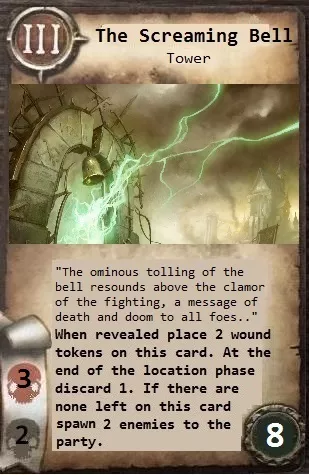 III
The Screaming Bell
Tower
"The ominous tolling of the
bell resounds above the clamor
of the fighting, a message of
death and doom to all foes.."
When revealed place 2 wound
tokens on this card. At the
end of the location phase
discard 1. If there are
none left on this card
spawn 2 enemies to the
party.
3
2
8